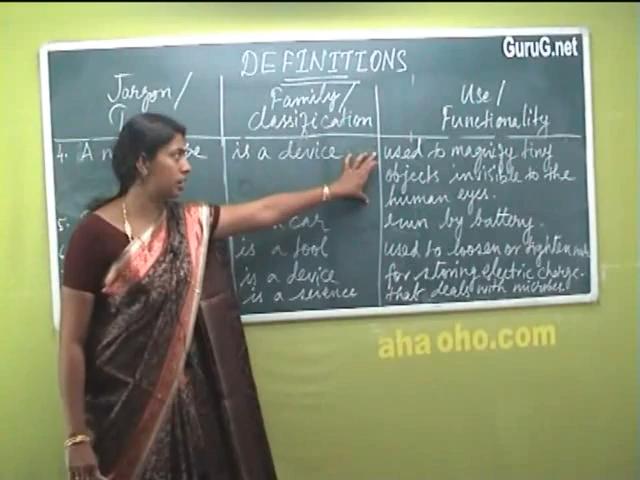 GuruG.net
DEFINITIONS
Jargon/
Family/
Classification
Use/
Functionality
4. A
is a device
used to magnify tiny
objects invisible to the
human eyes.
5.
car
run by battery.
is a tool
used to loosen or tighten
is a device
for storing electric charge.
is a science
that deals with microbes
ahaoho.com